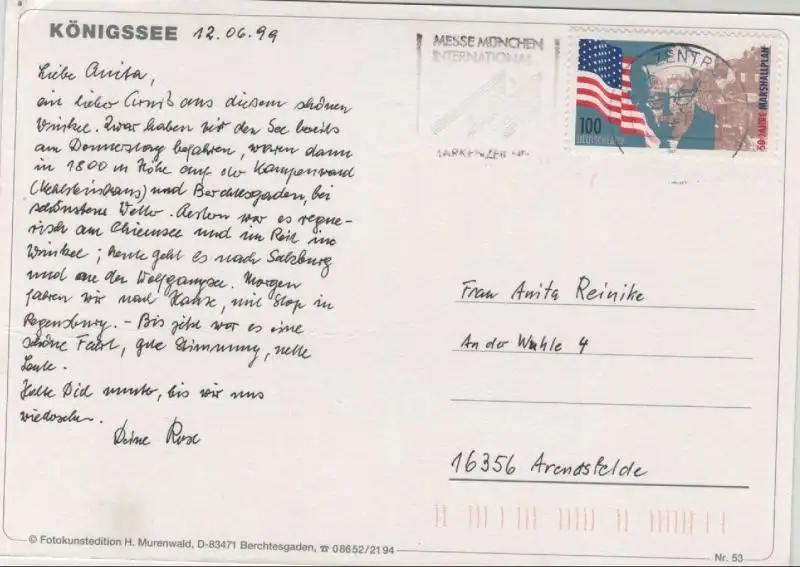 KÖNIGSSEE 12.06.99
Liebe Anita,
ein lieber Gruß aus diesem schönen
Winkel. Zwar haben wir den See bereits
am Donnerstag befahren, waren dann
in 1800 m Höhe auf der Kampenwand
(Kehlsteinhaus) und Berchtesgaden, bei
schönstem Wetter. Gestern war es regne-
risch am Chiemsee und in Reit im
Winkel; heute geht es nach Salzburg
und an den Wolfgangsee. Morgen
fahren wir nach Hause, mit Stop in
Regensburg. - Bis jetzt war es eine
schöne Fahrt, gute Stimmung, nette
Leute.
Halte Dich munter, bis wir uns
wiedersehen.
Deine Rose
MESSE MÜNCHEN
INTERNATIONAL
ZENTR
100
DEUTSCHLAND
50 JAHRE MARSHALLPLAN
Frau Anita Reinike
An der Wuhle 4
16356 Arendsfelde
© Fotokunstedition H. Murenwald, D-83471 Berchtesgaden, ☎ 08652/2194
Nr. 53